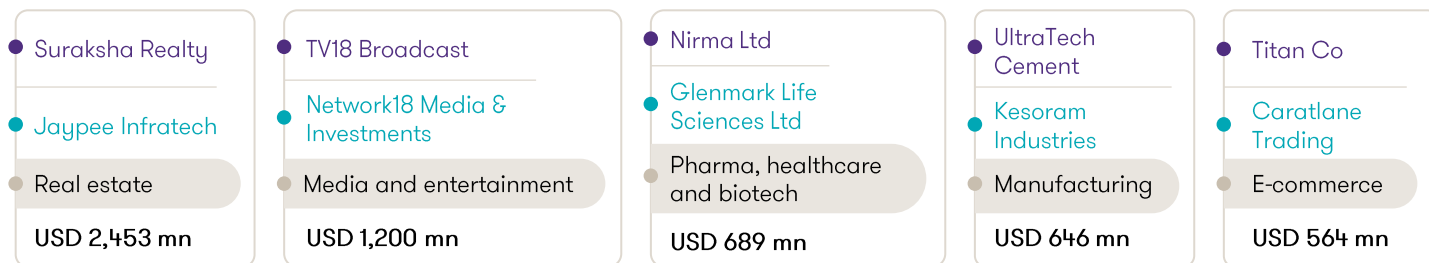 Suraksha Realty
Jaypee Infratech
Real estate
USD 2,453 mn
TV18 Broadcast
Network18 Media &
Investments
Media and entertainment
USD 1,200 mn
Nirma Ltd
Glenmark Life
Sciences Ltd
Pharma, healthcare
and biotech
USD 689 mn
UltraTech
Cement
Kesoram
Industries
Manufacturing
USD 646 mn
Titan Co
Caratlane
Trading
E-commerce
USD 564 mn